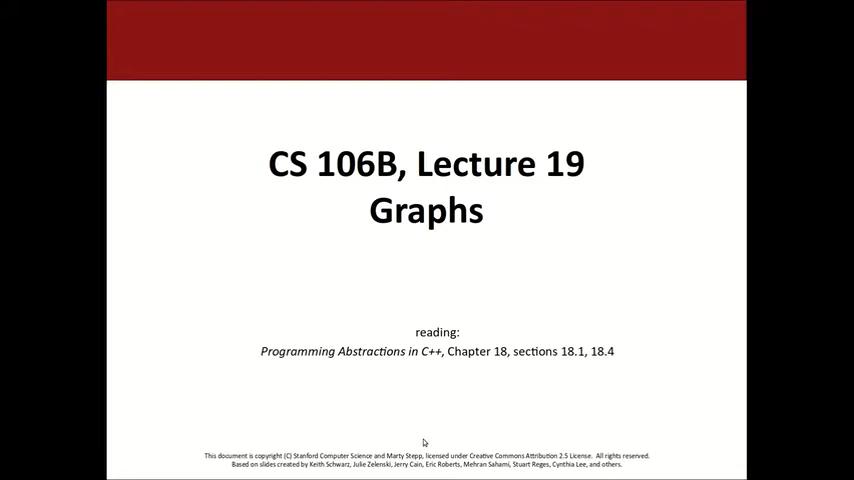 CS 106B, Lecture 19
Graphs
reading:
Programming Abstractions in C++, Chapter 18, sections 18.1, 18.4
This document is copyright (C) Stanford Computer Science and Marty Stepp, licensed under Creative Commons Attribution 2.5 License.  All rights reserved.
Based on slides created by Keith Schwarz, Julie Zelenski, Jerry Cain, Eric Roberts, Mehran Sahami, Stuart Reges, Cynthia Lee, and others.